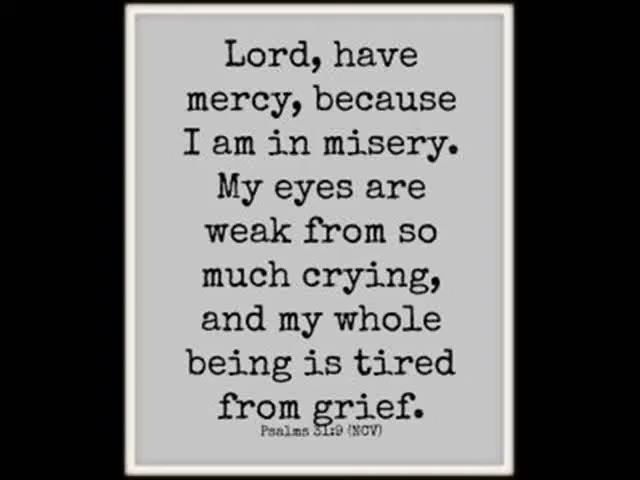 Lord, have
mercy, because
I am in misery.
My eyes are
weak from so
much crying,
and my whole
being is tired
from grief.
Psalms 31:9 (NCV)